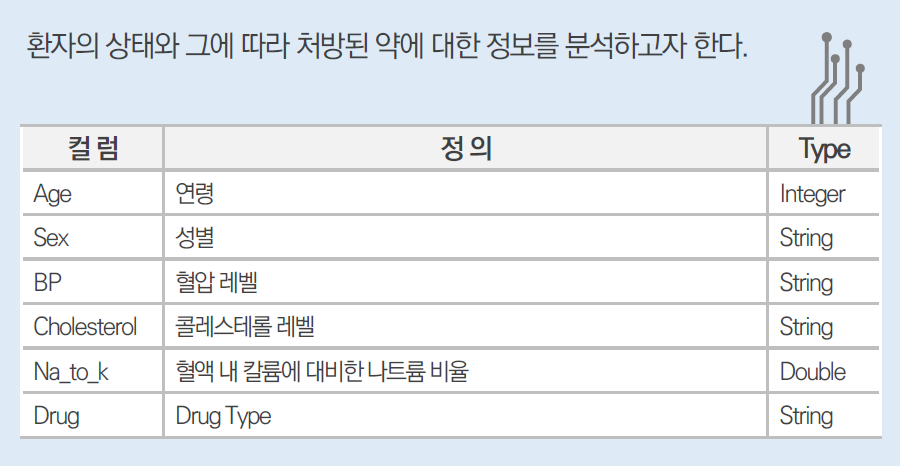 환자의 상태와 그에 따라 처방된 약에 대한 정보를 분석하고자 한다.
컬럼 정의 Type
Age 연령 Integer
Sex 성별 String
BP 혈압 레벨 String
Cholesterol 콜레스테롤 레벨 String
Na_to_k 혈액 내 칼륨에 대비한 나트륨 비율 Double
Drug Drug Type String